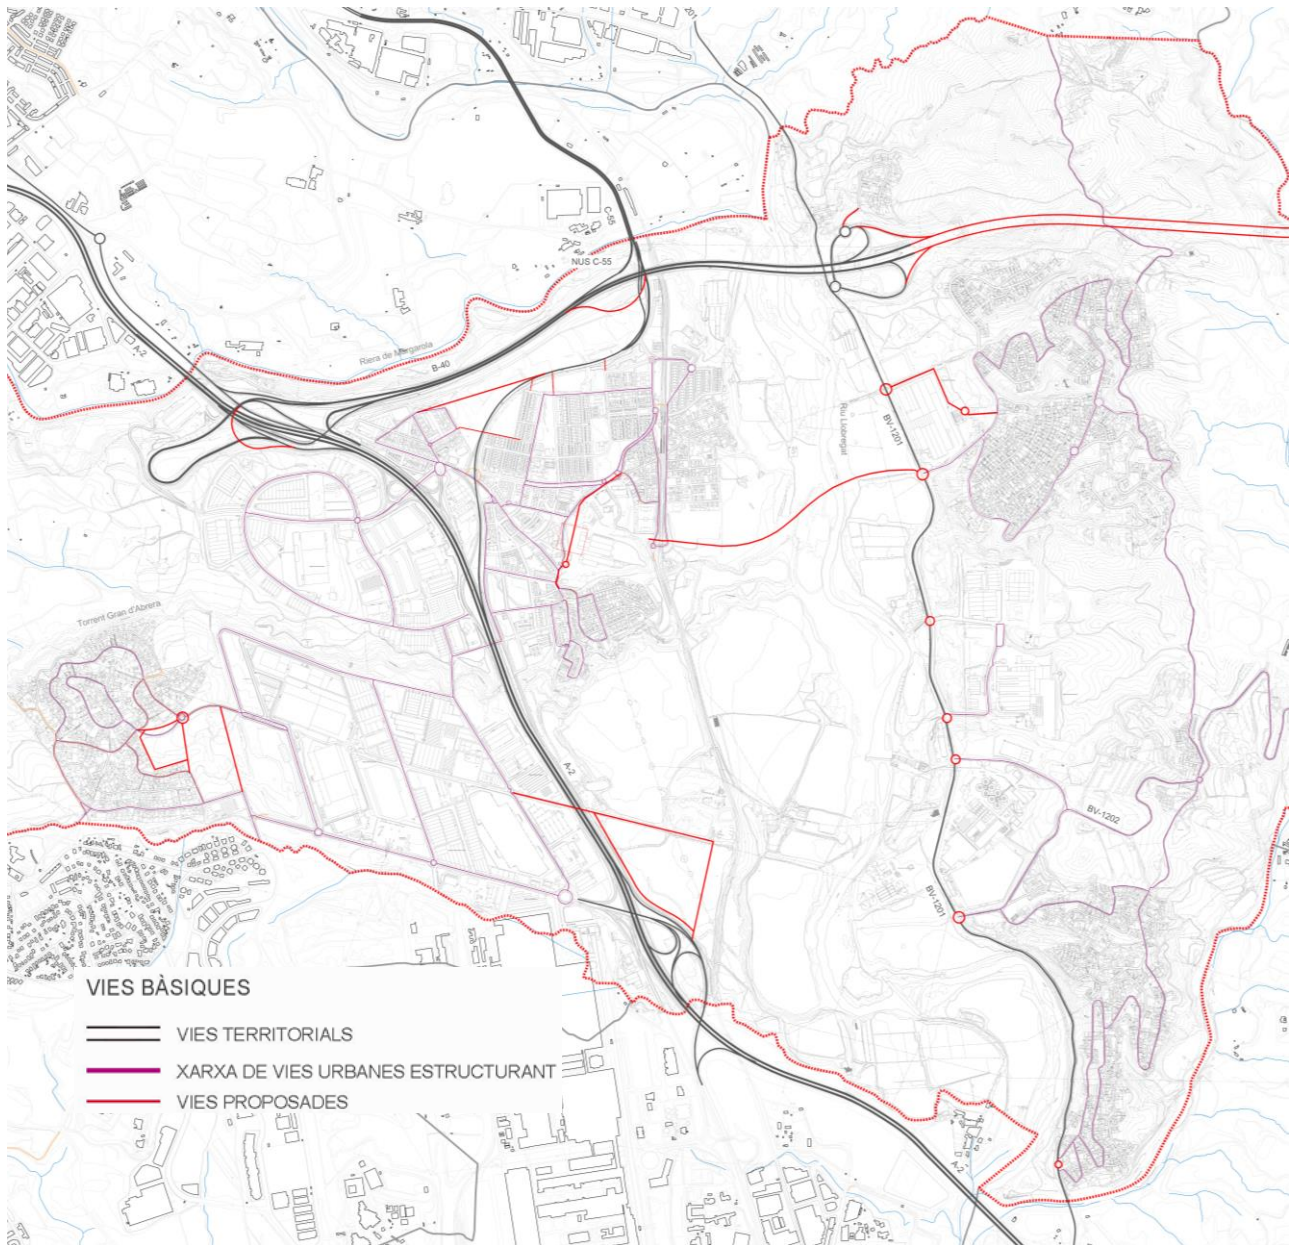 201
C-55
NUS C-55
A-2
Riera de Margarola
B-40
Riu Llobregat
BV-1201
Torrent Gran d'Abrera
A-2
BV-1202
BV-1201
VIES BÀSIQUES
VIES TERRITORIALS
XARXA DE VIES URBANES ESTRUCTURANT
VIES PROPOSADES
A-2